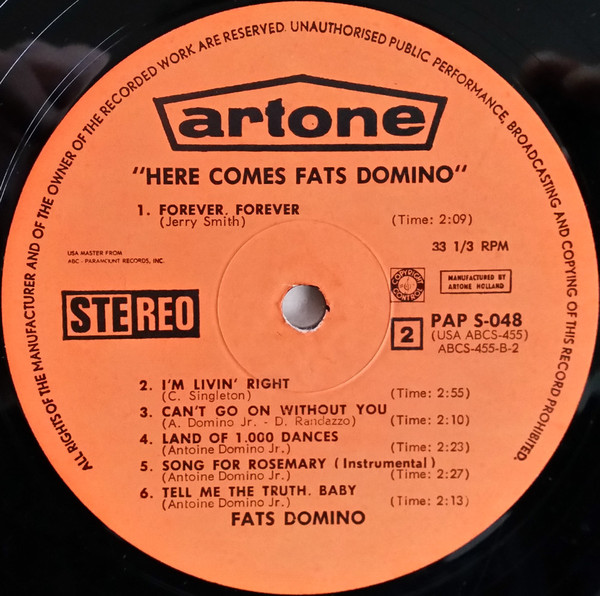 ALL RIGHTS OF THE MANUFACTURER AND OF THE OWNER OF THE RECORDED WORK ARE RESERVED. UNAUTHORISED PUBLIC PERFORMANCE, BROADCASTING AND COPYING OF THIS RECORD PROHIBITED.
artone
"HERE COMES FATS DOMINO"
1. FOREVER. FOREVER
(Jerry Smith) (Time: 2:09)
33 1/3 RPM
USA MASTER FROM
ABC - PARAMOUNT RECORDS, INC.
COPYRIGHT
CONTROL
MANUFACTURED BY
ARTONE HOLLAND
STEREO
2 PAP S-048
(USA ABCS-455)
ABCS-455-B-2
2. I'M LIVIN' RIGHT
(C. Singleton) (Time: 2:55)
3. CAN'T GO ON WITHOUT YOU
(A. Domino Jr. - D. Randazzo) (Time: 2:10)
4. LAND OF 1.000 DANCES
(Antoine Domino Jr.) (Time: 2:23)
5. SONG FOR ROSEMARY (Instrumental)
(Antoine Domino Jr.) (Time: 2:27)
6. TELL ME THE TRUTH. BABY
(Antoine Domino Jr.) (Time: 2:13)
FATS DOMINO